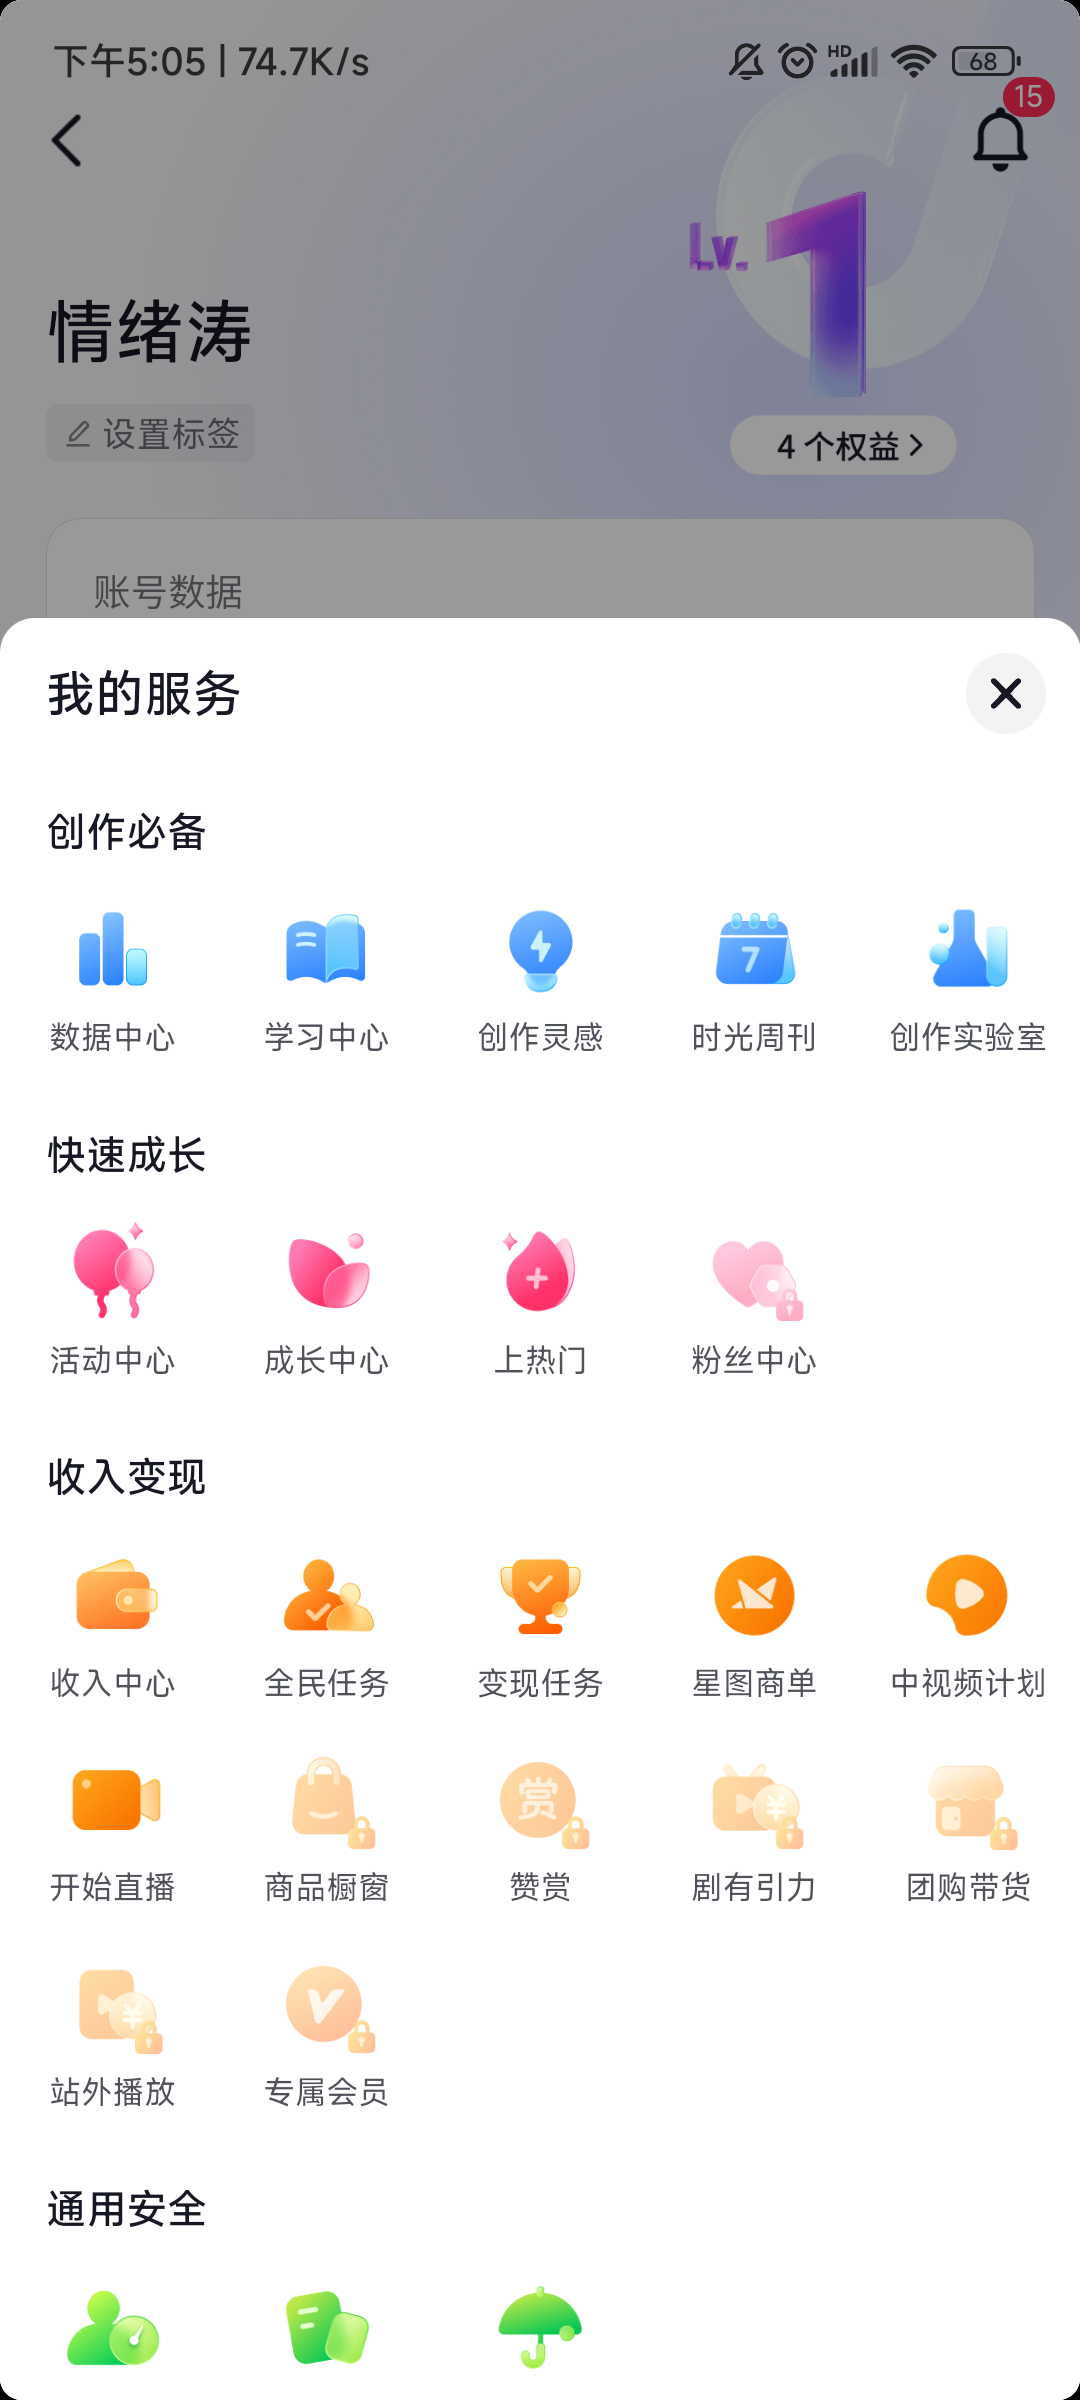 下午5:05 | 74.7K/s
HD
68
15
Lv. 1
情绪涛
设置标签
4 个权益
账号数据
我的服务
创作必备
7
数据中心 学习中心 创作灵感 时光周刊 创作实验室
快速成长
活动中心 成长中心 上热门 粉丝中心
收入变现
收入中心 全民任务 变现任务 星图商单 中视频计划
赏 ¥
开始直播 商品橱窗 赞赏 剧有引力 团购带货
¥
站外播放 专属会员
通用安全